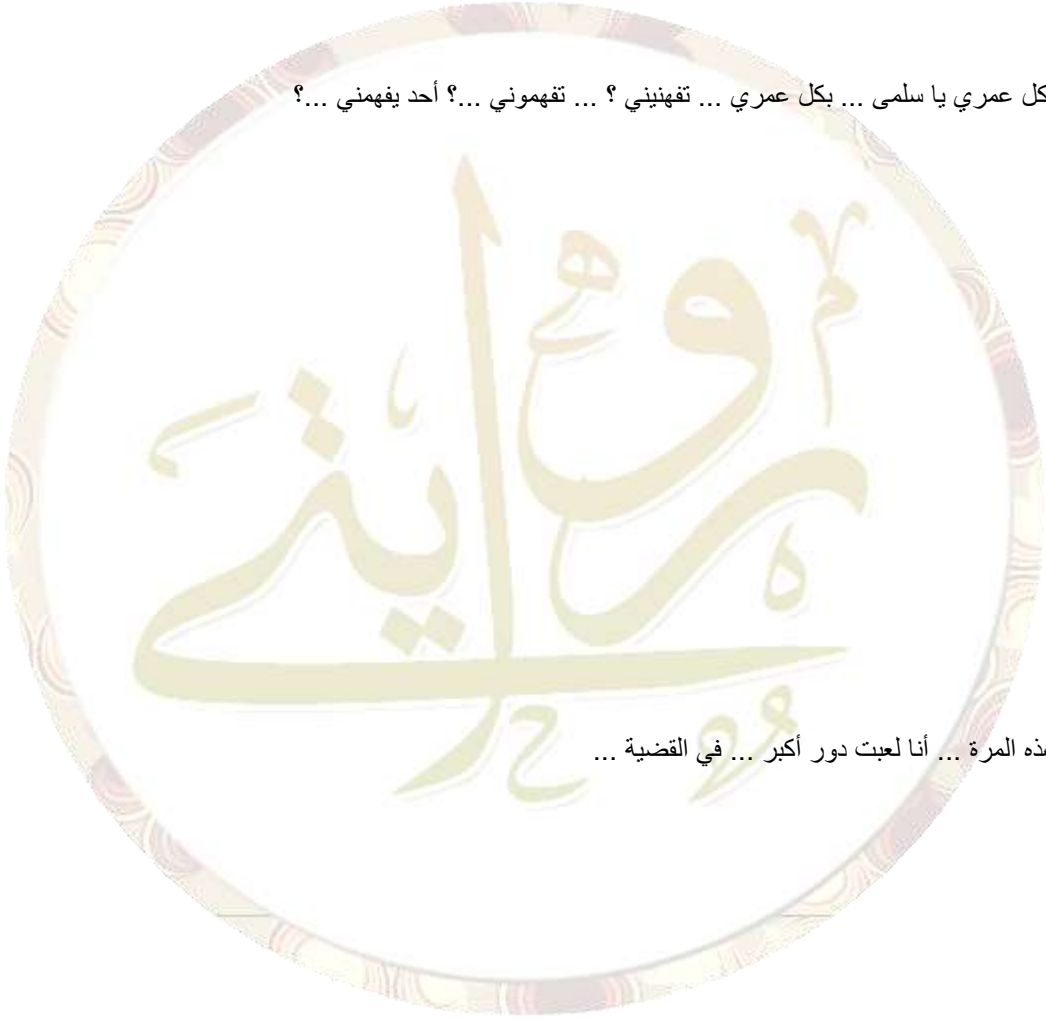 كل عمري يا سلمى ... بكل عمري ... تفهنيني ؟ ... تفهموني ...؟ أحد يفهمني ...؟
ذه المرة ... أنا لعبت دور أكبر ... في القضية ...
روايتي